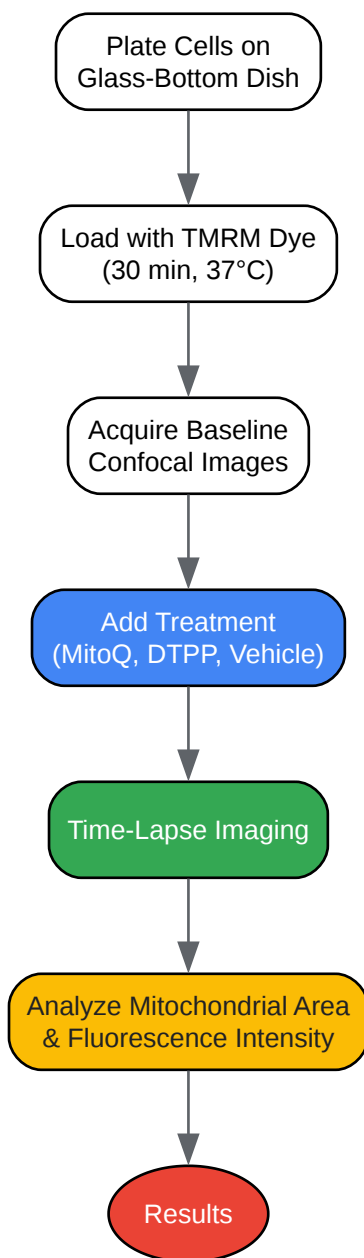 Plate Cells on
Glass-Bottom Dish
Load with TMRM Dye
(30 min, 37°C)
Acquire Baseline
Confocal Images
Add Treatment
(MitoQ, DTPP, Vehicle)
Time-Lapse Imaging
Analyze Mitochondrial Area
& Fluorescence Intensity
Results